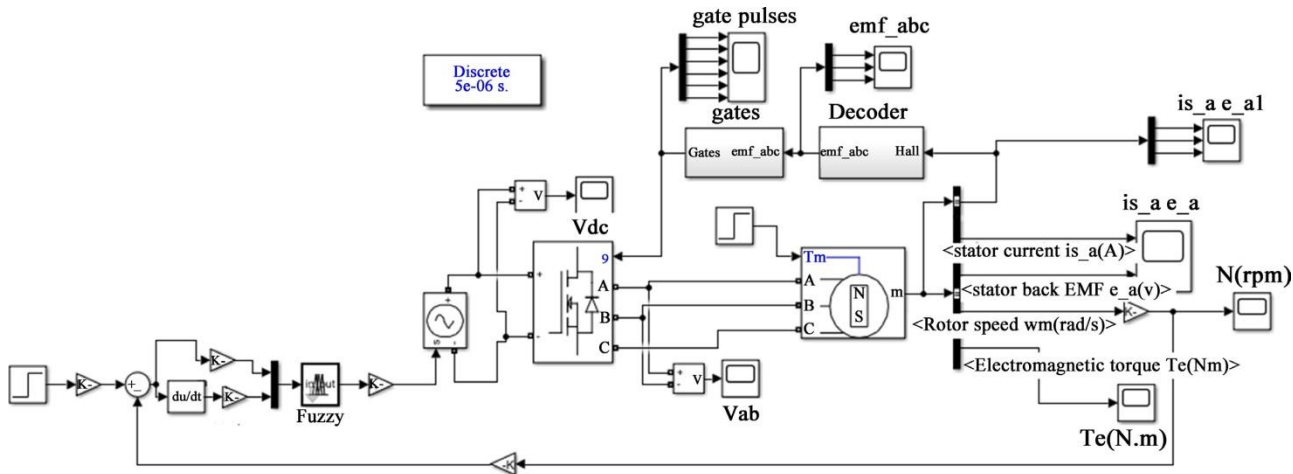 gate pulses
emf_abc
Discrete
5e-06 s.
is_a e_a1
gates
Decoder
Gates
emf_abc
emf_abc
Hall
+
-
V
Vdc
is_a e_a
<stator current is_a(A)>
9
Tm
+
A
A
N
m
N(rpm)
<stator back EMF e_a(v)>
+
B
B
S
K-
<Rotor speed wm(rad/s)>
-
C
C
s
-
<Electromagnetic torque Te(Nm)>
K-
K-
+
-
du/dt
K-
K-
+
-
V
Fuzzy
Vab
Te(N.m)
-K